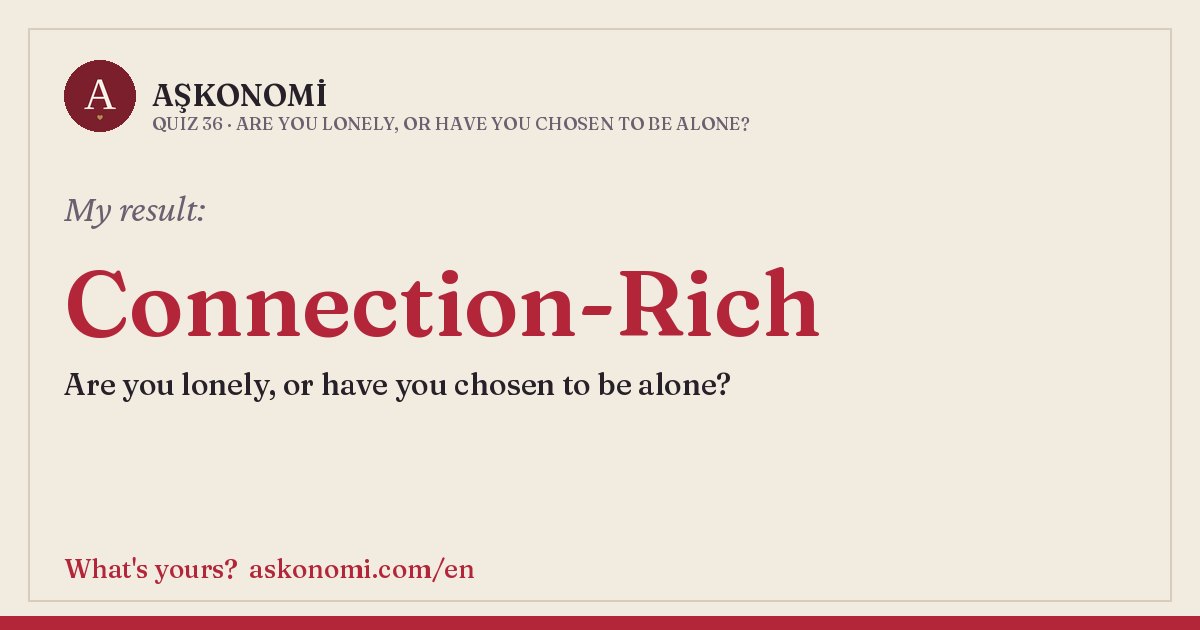 A
AŞKONOMİ
QUIZ 36 · ARE YOU LONELY, OR HAVE YOU CHOSEN TO BE ALONE?
My result:
Connection-Rich
Are you lonely, or have you chosen to be alone?
What's yours? askonomi.com/en